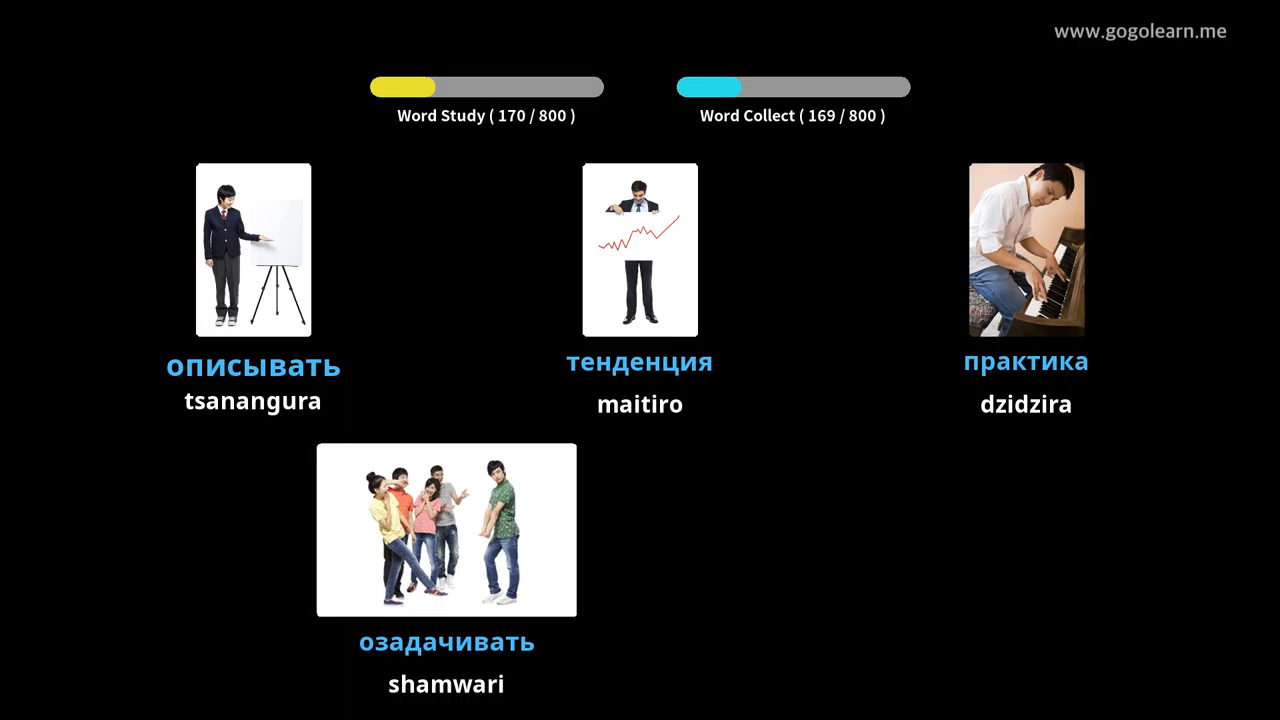 www.gogolearn.me
Word Study ( 170 / 800 )
Word Collect ( 169 / 800 )
описывать
tsanangura
тенденция
maitiro
практика
dzidzira
озадачивать
shamwari